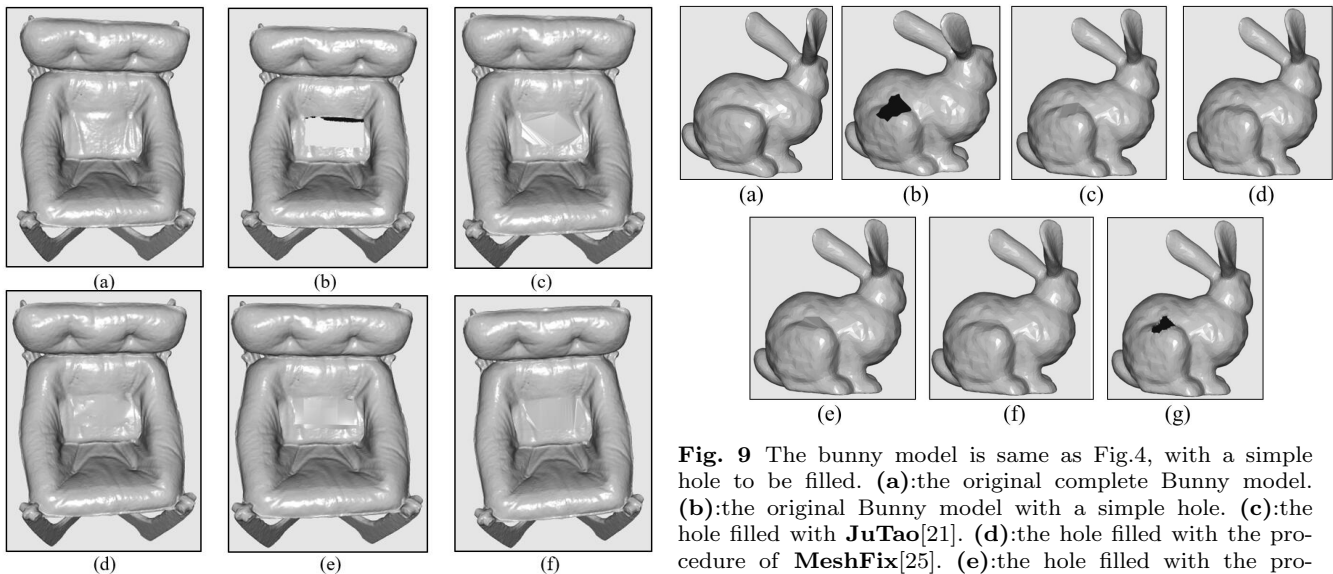 (a)
(b)
(c)
(d)
(e)
(f)
(a)
(b)
(c)
(d)
(e)
(f)
(g)
Fig. 9 The bunny model is same as Fig.4, with a simple
hole to be filled. (a):the original complete Bunny model.
(b):the original Bunny model with a simple hole. (c):the
hole filled with JuTao[21]. (d):the hole filled with the pro-
cedure of MeshFix[25]. (e):the hole filled with the pro-